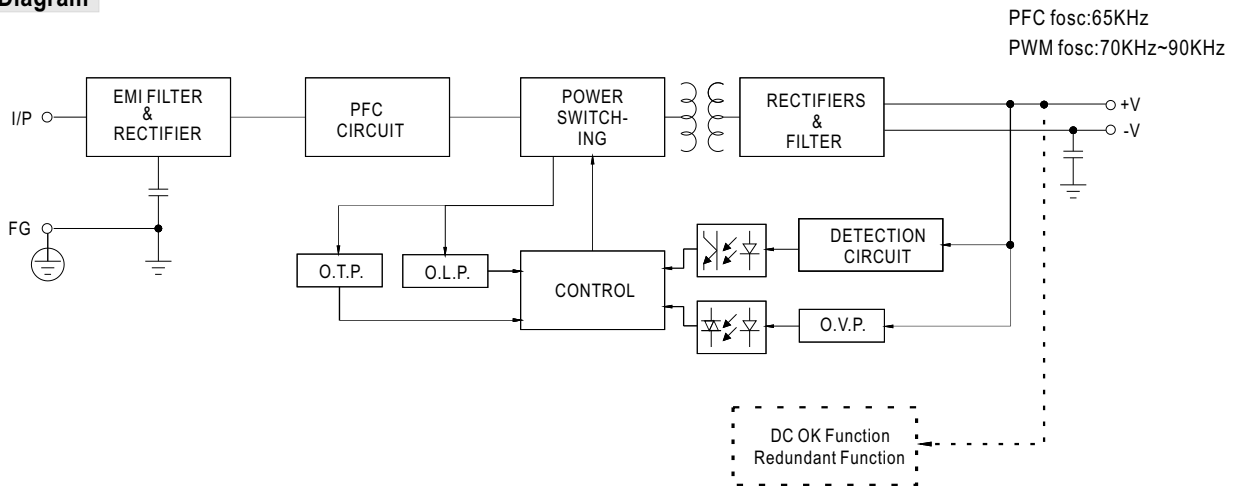 Diagram
PFC fosc:65KHz
PWM fosc:70KHz~90KHz
I/P
EMI FILTER
&
RECTIFIER
PFC
CIRCUIT
POWER
SWITCH-
ING
RECTIFIERS
&
FILTER
+V
-V
FG
O.T.P.
O.L.P.
CONTROL
DETECTION
CIRCUIT
O.V.P.
DC OK Function
Redundant Function